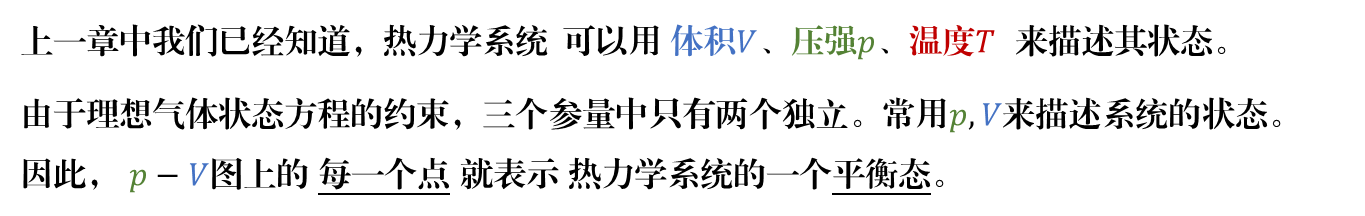 上一章中我们已经知道，热力学系统 可以用 体积V 、压强p、温度T 来描述其状态。
由于理想气体状态方程的约束，三个参量中只有两个独立。常用p,V来描述系统的状态。
因此， p − V图上的 每一个点 就表示 热力学系统的一个平衡态。